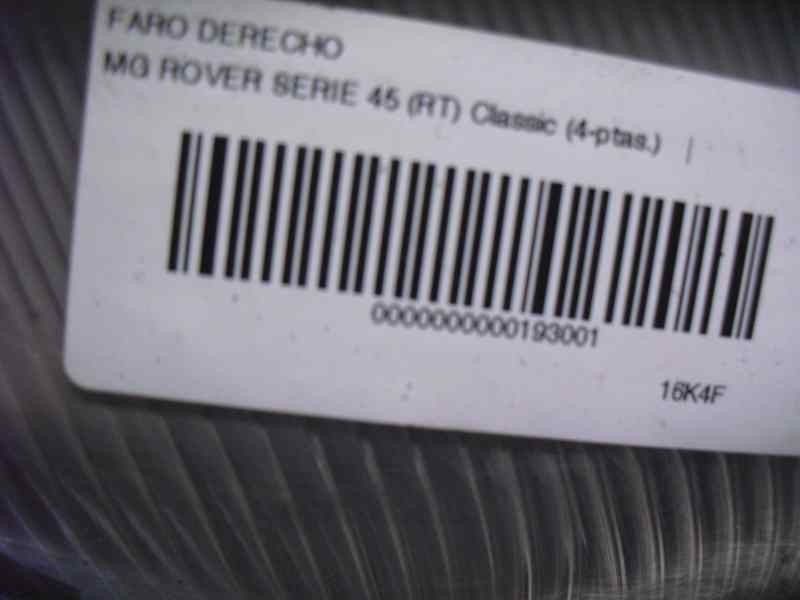 FARO DERECHO
MG ROVER SERIE 45 (RT) Classic (4-ptas.) |
0000000000193001
16K4F